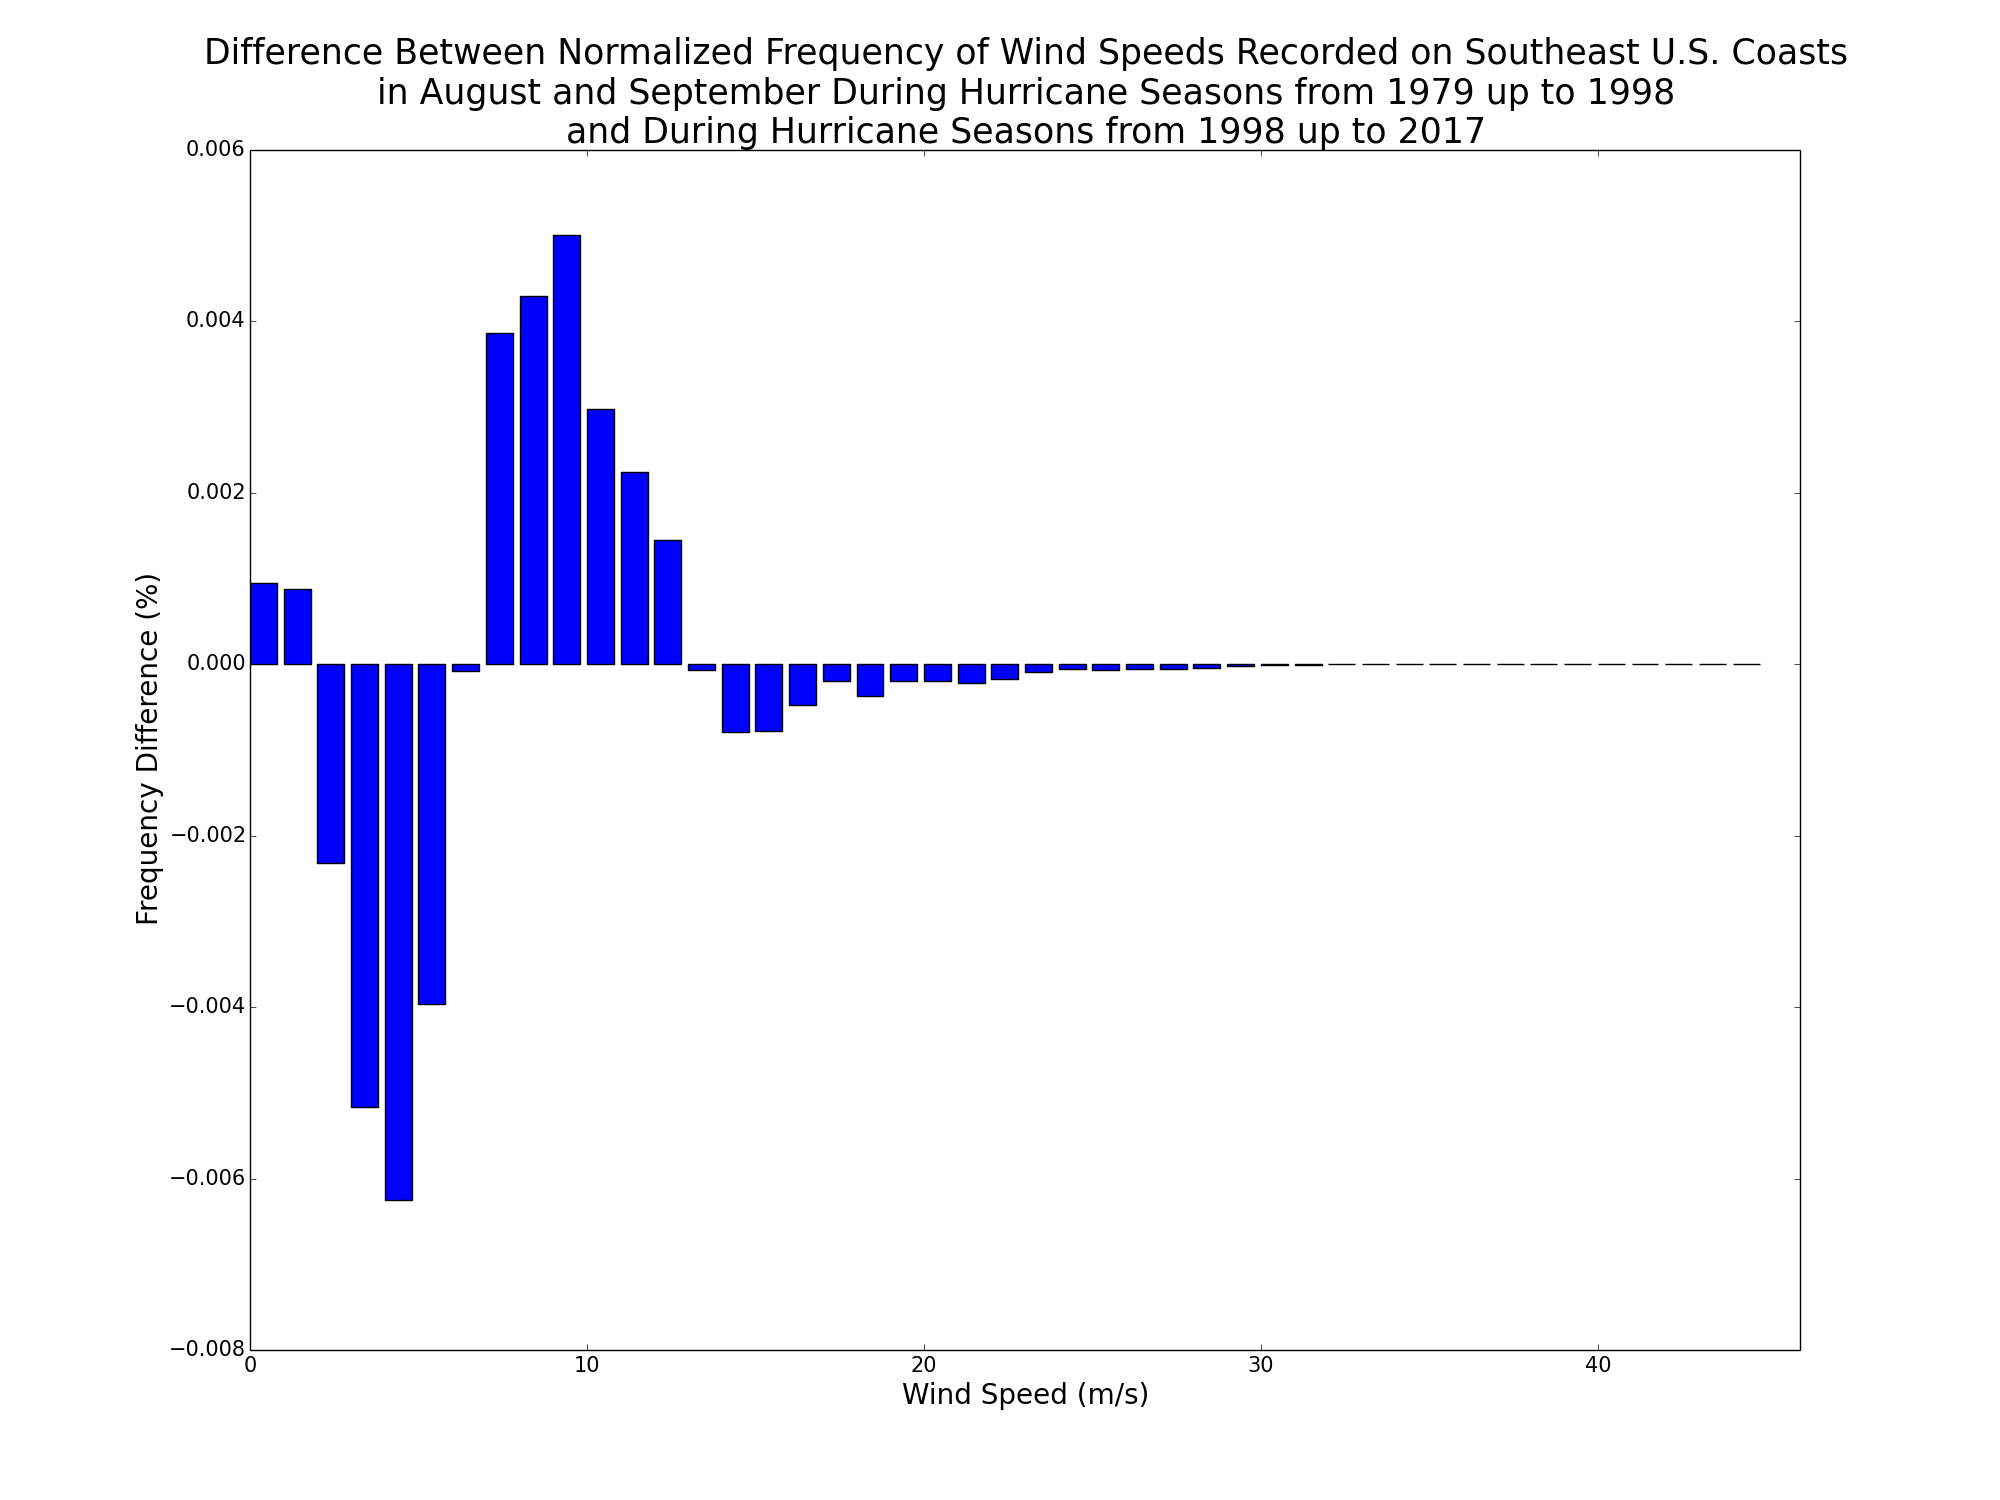 Difference Between Normalized Frequency of Wind Speeds Recorded on Southeast U.S. Coasts
in August and September During Hurricane Seasons from 1979 up to 1998
and During Hurricane Seasons from 1998 up to 2017
0.006
0.004
0.002
0.000
−0.002
−0.004
−0.006
−0.008
Frequency Difference (%)
0 10 20 30 40
Wind Speed (m/s)